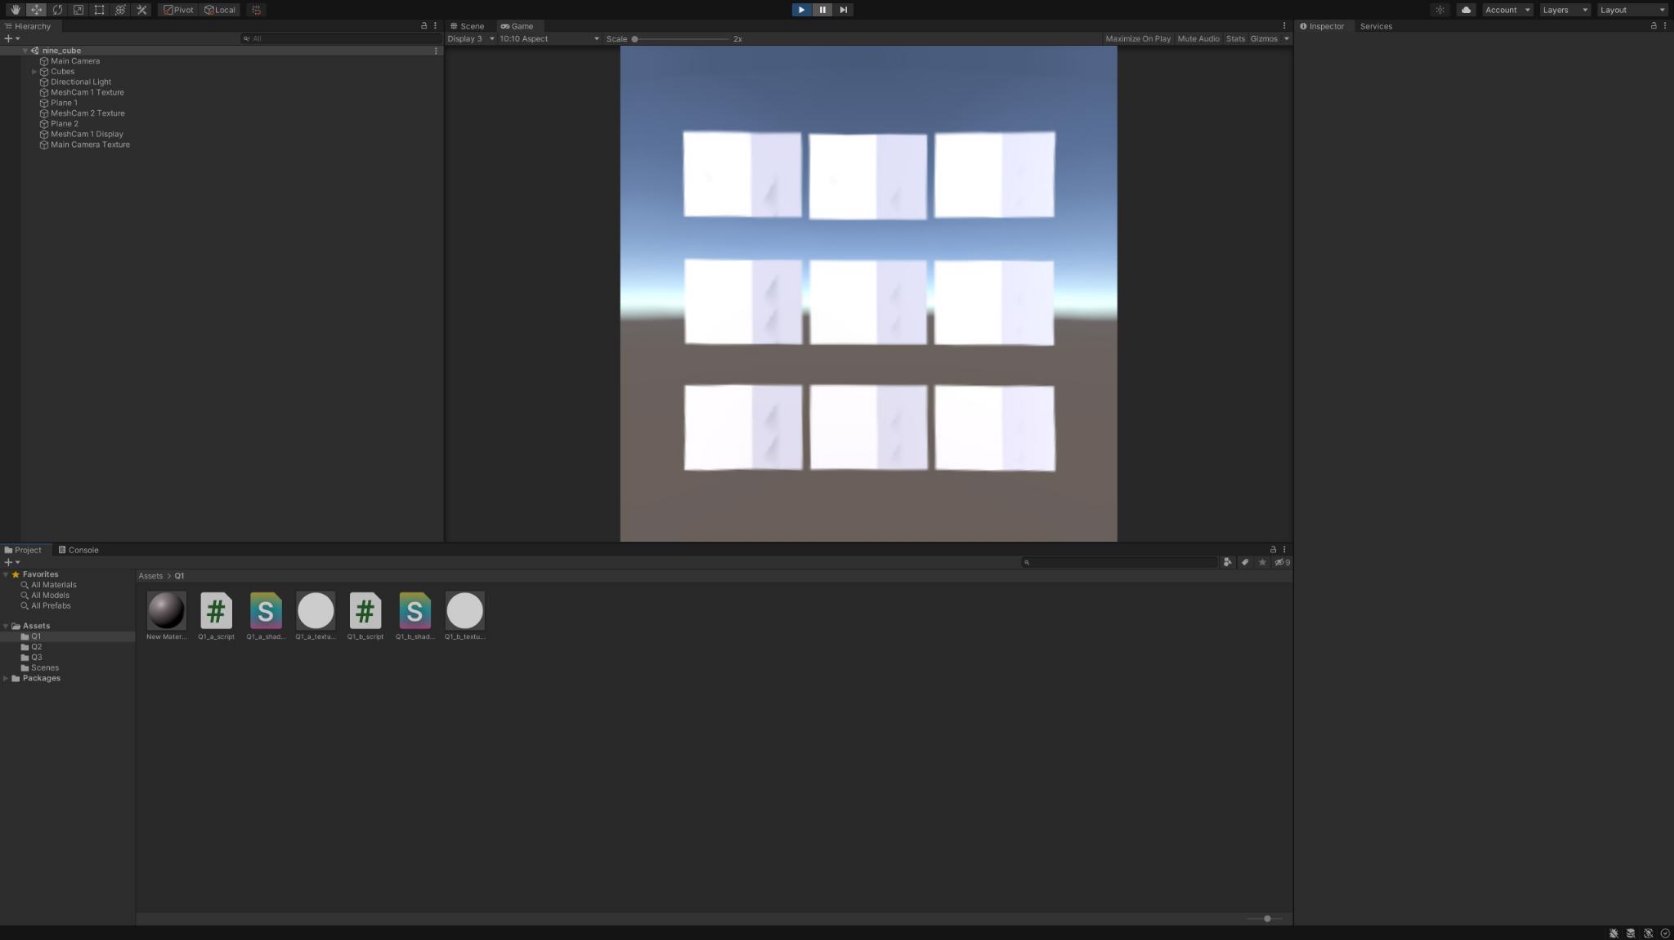 Pivot Local
Account Layers Layout
Hierarchy
All
nine_cube
Main Camera
Cubes
Directional Light
MeshCam 1 Texture
Plane 1
MeshCam 2 Texture
Plane 2
MeshCam 1 Display
Main Camera Texture
Scene Game
Display 3 10:10 Aspect Scale 2x Maximize On Play Mute Audio Stats Gizmos
Inspector Services
Project Console
9
Favorites
All Materials
All Models
All Prefabs
Assets
Q1
Q2
Q3
Scenes
Packages
Assets > Q1
# # S # S
New Mater... Q1_a_script Q1_a_shad... Q1_a_textu... Q1_b_script Q1_b_shad... Q1_b_textu...